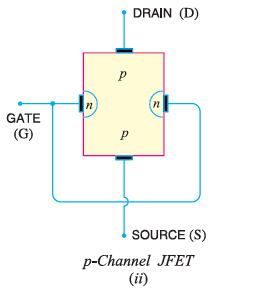 DRAIN (D)
p
GATE
(G)
n
n
p
SOURCE (S)
p-Channel JFET
(ii)